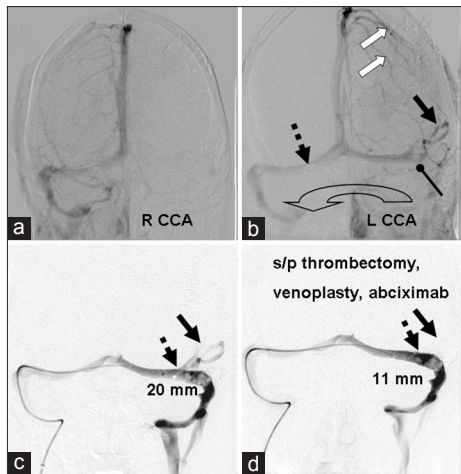 a
R CCA
b
L CCA
c
20 mm
d
s/p thrombectomy,
venoplasty, abciximab
11 mm